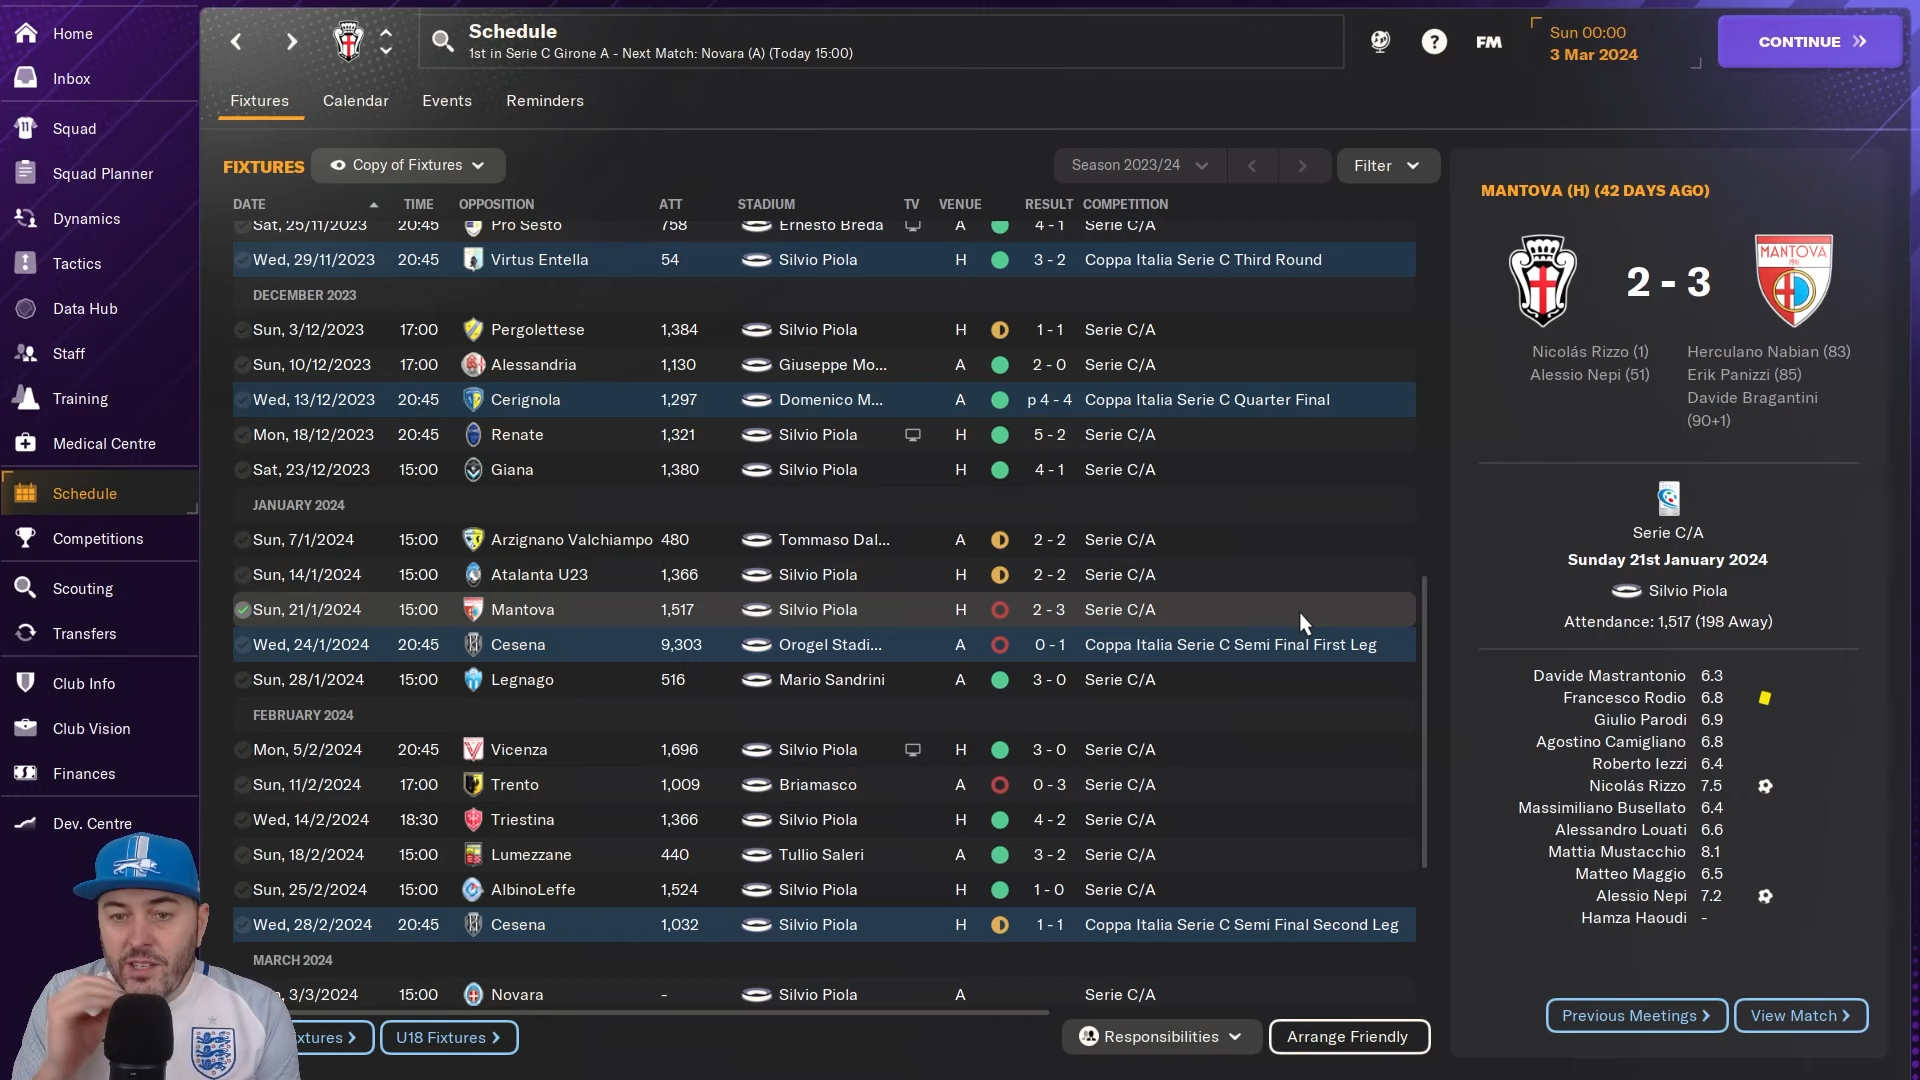 Home
Inbox
Squad
Squad Planner
Dynamics
Tactics
Data Hub
Staff
Training
Medical Centre
Schedule
Competitions
Scouting
Transfers
Club Info
Club Vision
Finances
Dev. Centre
Schedule
1st in Serie C Girone A - Next Match: Novara (A) (Today 15:00)
? FM
Sun 00:00
3 Mar 2024
CONTINUE
Fixtures Calendar Events Reminders
FIXTURES Copy of Fixtures Season 2023/24 Filter
DATE TIME OPPOSITION ATT STADIUM TV VENUE RESULT COMPETITION
Sat, 25/11/2023 20:45 Pro Sesto 758 Ernesto Breda A 4 - 1 Serie C/A
Wed, 29/11/2023 20:45 Virtus Entella 54 Silvio Piola H 3 - 2 Coppa Italia Serie C Third Round
DECEMBER 2023
Sun, 3/12/2023 17:00 Pergolettese 1,384 Silvio Piola H 1 - 1 Serie C/A
Sun, 10/12/2023 17:00 Alessandria 1,130 Giuseppe Mo... A 2 - 0 Serie C/A
Wed, 13/12/2023 20:45 Cerignola 1,297 Domenico M... A p 4 - 4 Coppa Italia Serie C Quarter Final
Mon, 18/12/2023 20:45 Renate 1,321 Silvio Piola H 5 - 2 Serie C/A
Sat, 23/12/2023 15:00 Giana 1,380 Silvio Piola H 4 - 1 Serie C/A
JANUARY 2024
Sun, 7/1/2024 15:00 Arzignano Valchiampo 480 Tommaso Dal... A 2 - 2 Serie C/A
Sun, 14/1/2024 15:00 Atalanta U23 1,366 Silvio Piola H 2 - 2 Serie C/A
Sun, 21/1/2024 15:00 Mantova 1,517 Silvio Piola H 2 - 3 Serie C/A
Wed, 24/1/2024 20:45 Cesena 9,303 Orogel Stadi... A 0 - 1 Coppa Italia Serie C Semi Final First Leg
Sun, 28/1/2024 15:00 Legnago 516 Mario Sandrini A 3 - 0 Serie C/A
FEBRUARY 2024
Mon, 5/2/2024 20:45 Vicenza 1,696 Silvio Piola H 3 - 0 Serie C/A
Sun, 11/2/2024 17:00 Trento 1,009 Briamasco A 0 - 3 Serie C/A
Wed, 14/2/2024 18:30 Triestina 1,366 Silvio Piola H 4 - 2 Serie C/A
Sun, 18/2/2024 15:00 Lumezzane 440 Tullio Saleri A 3 - 2 Serie C/A
Sun, 25/2/2024 15:00 AlbinoLeffe 1,524 Silvio Piola H 1 - 0 Serie C/A
Wed, 28/2/2024 20:45 Cesena 1,032 Silvio Piola H 1 - 1 Coppa Italia Serie C Semi Final Second Leg
MARCH 2024
3/3/2024 15:00 Novara - Silvio Piola A Serie C/A
xtures U18 Fixtures Responsibilities Arrange Friendly
MANTOVA (H) (42 DAYS AGO)
2 - 3
MANTOVA
Nicolás Rizzo (1)
Alessio Nepi (51)
Herculano Nabian (83)
Erik Panizzi (85)
Davide Bragantini
(90+1)
Serie C/A
Sunday 21st January 2024
Silvio Piola
Attendance: 1,517 (198 Away)
Davide Mastrantonio 6.3
Francesco Rodio 6.8
Giulio Parodi 6.9
Agostino Camigliano 6.8
Roberto Iezzi 6.4
Nicolás Rizzo 7.5
Massimiliano Busellato 6.4
Alessandro Louati 6.6
Mattia Mustacchio 8.1
Matteo Maggio 6.5
Alessio Nepi 7.2
Hamza Haoudi -
Previous Meetings View Match